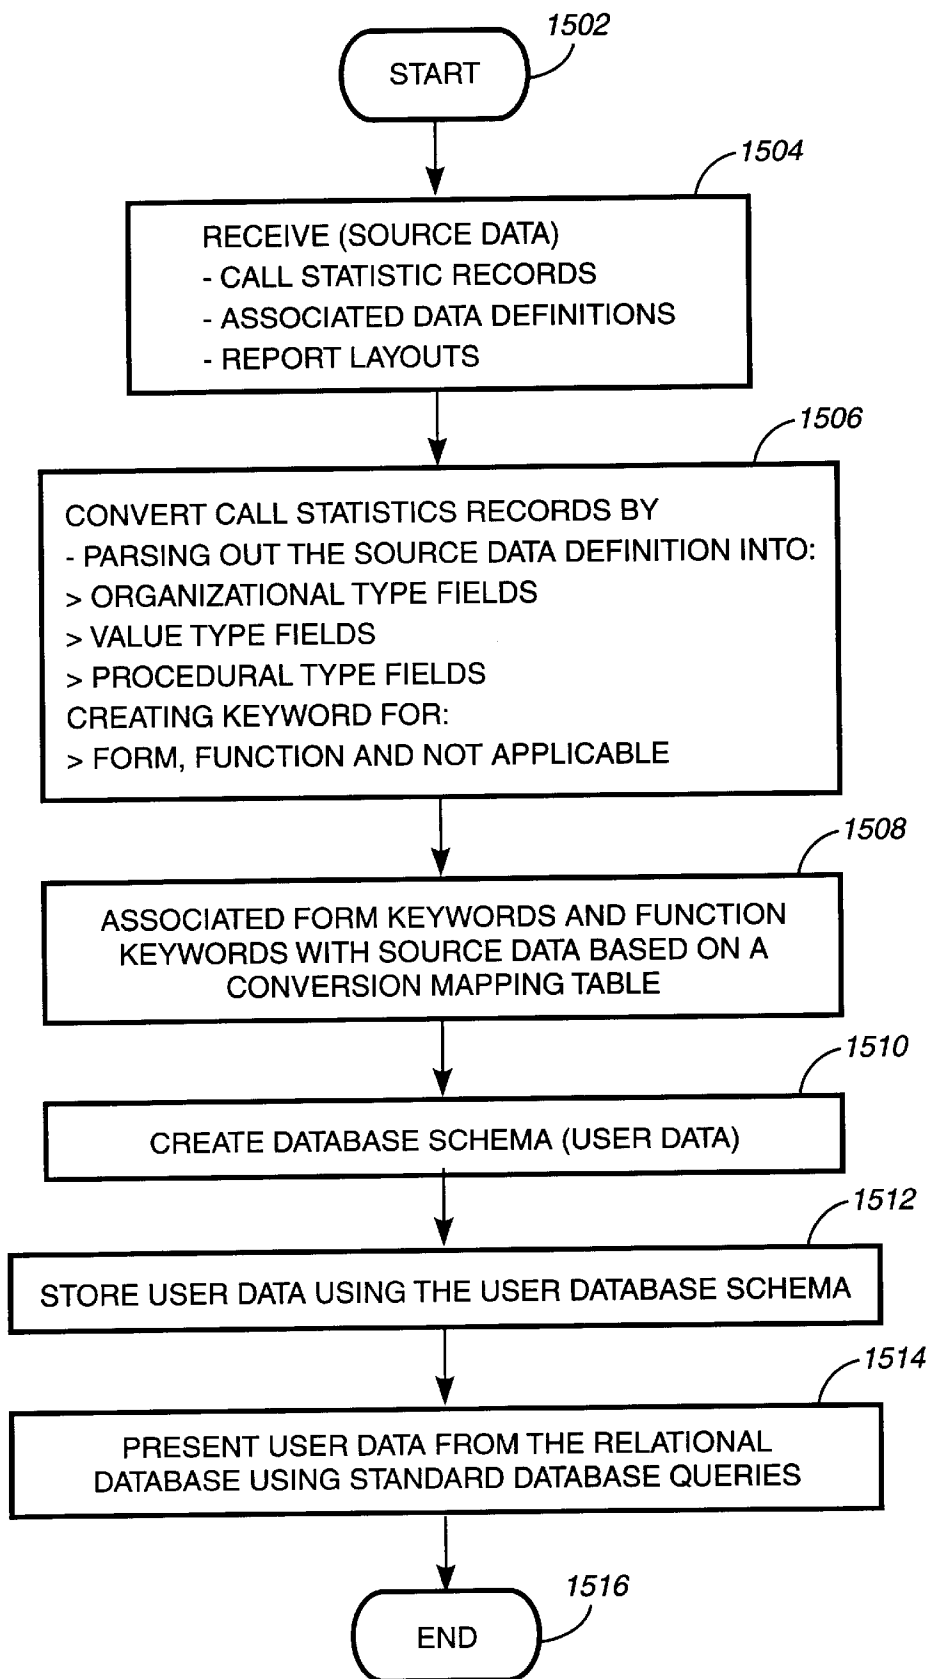 1502
START
1504
RECEIVE (SOURCE DATA)
- CALL STATISTIC RECORDS
- ASSOCIATED DATA DEFINITIONS
- REPORT LAYOUTS
1506
CONVERT CALL STATISTICS RECORDS BY
- PARSING OUT THE SOURCE DATA DEFINITION INTO:
> ORGANIZATIONAL TYPE FIELDS
> VALUE TYPE FIELDS
> PROCEDURAL TYPE FIELDS
CREATING KEYWORD FOR:
> FORM, FUNCTION AND NOT APPLICABLE
1508
ASSOCIATED FORM KEYWORDS AND FUNCTION
KEYWORDS WITH SOURCE DATA BASED ON A
CONVERSION MAPPING TABLE
1510
CREATE DATABASE SCHEMA (USER DATA)
1512
STORE USER DATA USING THE USER DATABASE SCHEMA
1514
PRESENT USER DATA FROM THE RELATIONAL
DATABASE USING STANDARD DATABASE QUERIES
1516
END